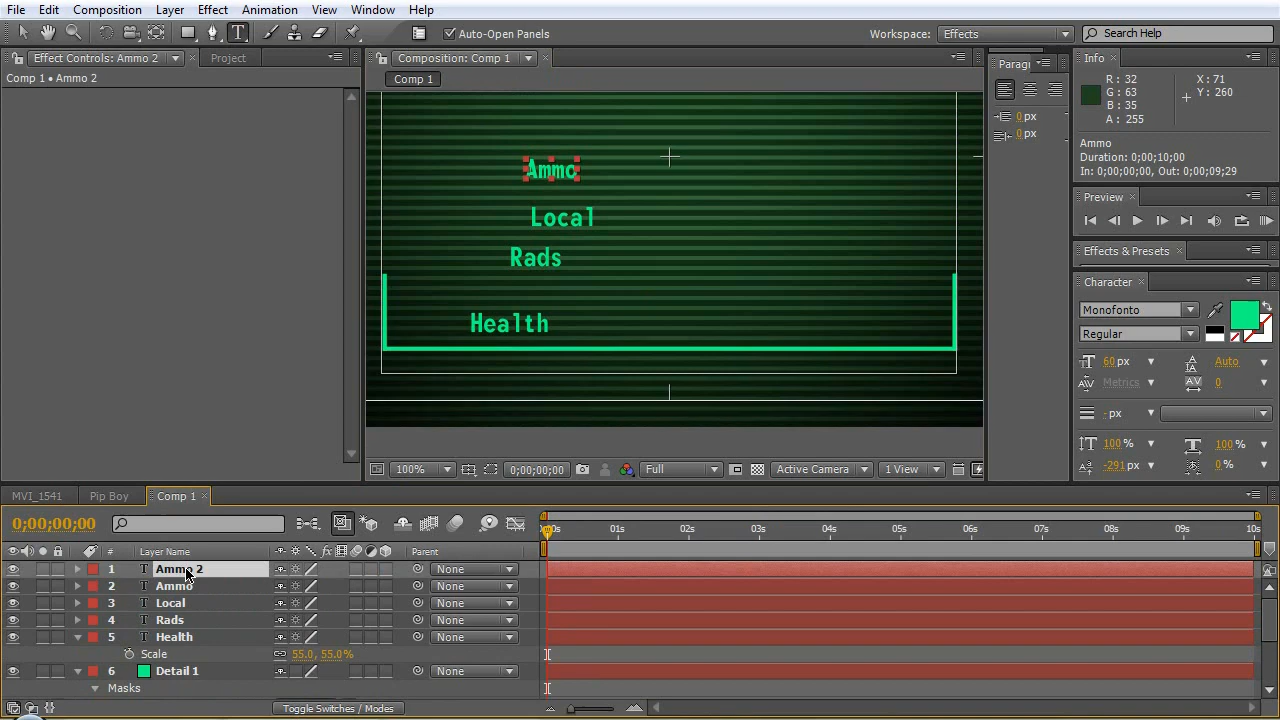 File Edit Composition Layer Effect Animation View Window Help
T Auto-Open Panels Workspace: Effects Search Help
Effect Controls: Ammo 2 Project Composition: Comp 1 Paragi Info
Comp 1 • Ammo 2 Comp 1
R: 32 X: 71
G: 63 Y: 260
B: 35
A: 255
0 px
0 px
Ammo
Duration: 0;00;10;00
In: 0;00;00;00, Out: 0;00;09;29
Ammo
Local
Rads
Health
Preview
Effects & Presets
Character
Monofonto
Regular
60 px Auto
Metrics 0
- px
100 % 100 %
-291 px 0 %
100% 0;00;00;00 Full Active Camera 1 View
MVI_1541 Pip Boy Comp 1
0;00;00;00 00s 01s 02s 03s 04s 05s 06s 07s 08s 09s 10s
# Layer Name fx Parent
1 T Ammo 2 None
2 T Ammo None
3 T Local None
4 T Rads None
5 T Health None
Scale 55.0, 55.0%
6 Detail 1 None
Masks
Toggle Switches / Modes